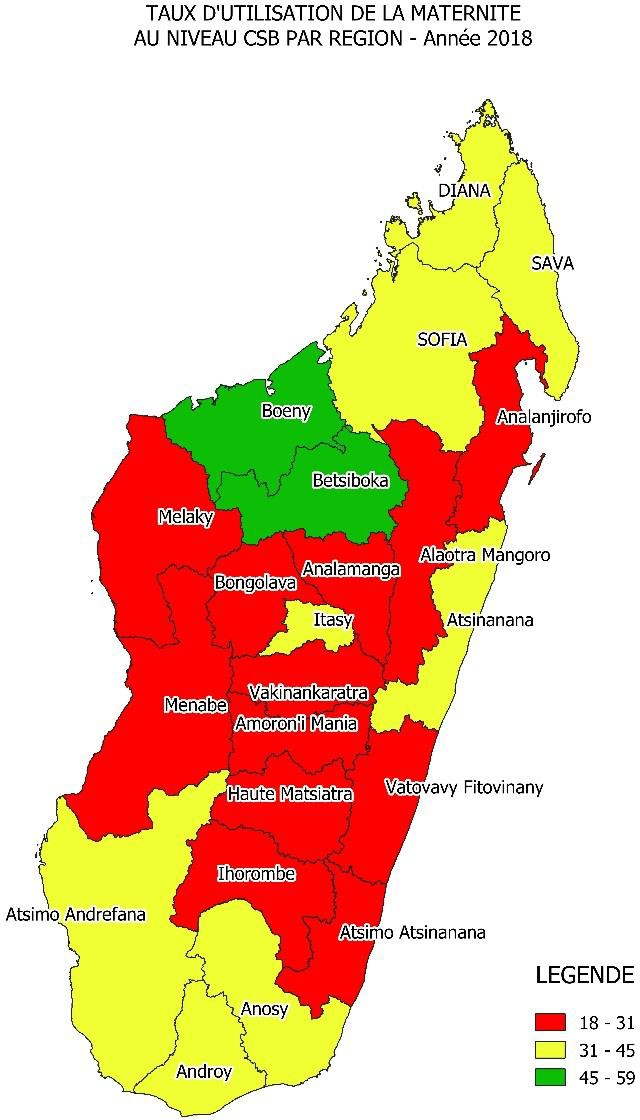 TAUX D'UTILISATION DE LA MATERNITE
AU NIVEAU CSB PAR REGION - Année 2018
DIANA
SAVA
SOFIA
Boeny
Analanjirofo
Betsiboka
Melaky
Alaotra Mangoro
Analamanga
Bongolava
Itasy
Atsinanana
Vakinankaratra
Menabe
Amoron'i Mania
Haute Matsiatra
Vatovavy Fitovinany
Ihorombe
Atsimo Andrefana
Atsimo Atsinanana
Anosy
Androy
LEGENDE
18 - 31
31 - 45
45 - 59